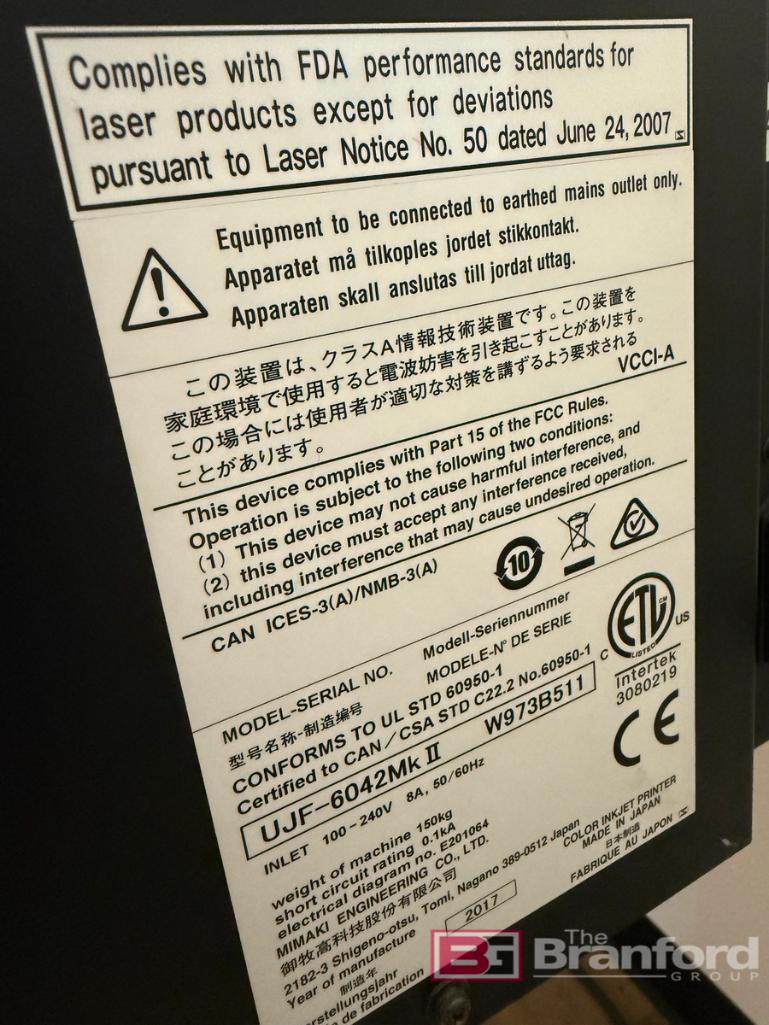 Complies with FDA performance standards for
laser products except for deviations
pursuant to Laser Notice No. 50 dated June 24, 2007
Equipment to be connected to earthed mains outlet only.
Apparatet må tilkoples jordet stikkontakt.
Apparaten skall anslutas till jordat uttag.
この装置は、クラスA情報技術装置です。この装置を
家庭環境で使用すると電波妨害を引き起こすことがあります。
この場合には使用者が適切な対策を講ずるよう要求される
ことがあります。
VCCI-A
This device complies with Part 15 of the FCC Rules.
Operation is subject to the following two conditions:
(1) This device may not cause harmful interference, and
(2) this device must accept any interference received,
including interference that may cause undesired operation.
CAN ICES-3(A)/NMB-3(A)
10
MODEL-SERIAL NO. Modell-Seriennummer
型号名称-制造编号 MODELE-N° DE SERIE
CONFORMS TO UL STD 60950-1
Certified to CAN/CSA STD C22.2 No.60950-1
ETL CM
LISTED
C US
Intertek
3080219
UJF-6042Mk II W973B511
CE
INLET 100-240V 8A, 50/60Hz
weight of machine 150kg
short circuit rating 0.1kA
electrical diagram no. E201064
MIMAKI ENGINEERING CO., LTD.
御牧高科技股份有限公司
2182-3 Shigeno-otsu, Tomi, Nagano 389-0512 Japan
COLOR INKJET PRINTER
MADE IN JAPAN
日本制造
FABRIQUE AU JAPON
Year of manufacture 2017
制造年
erstellungsjahr
de fabrication
BG The
Branford
GROUP